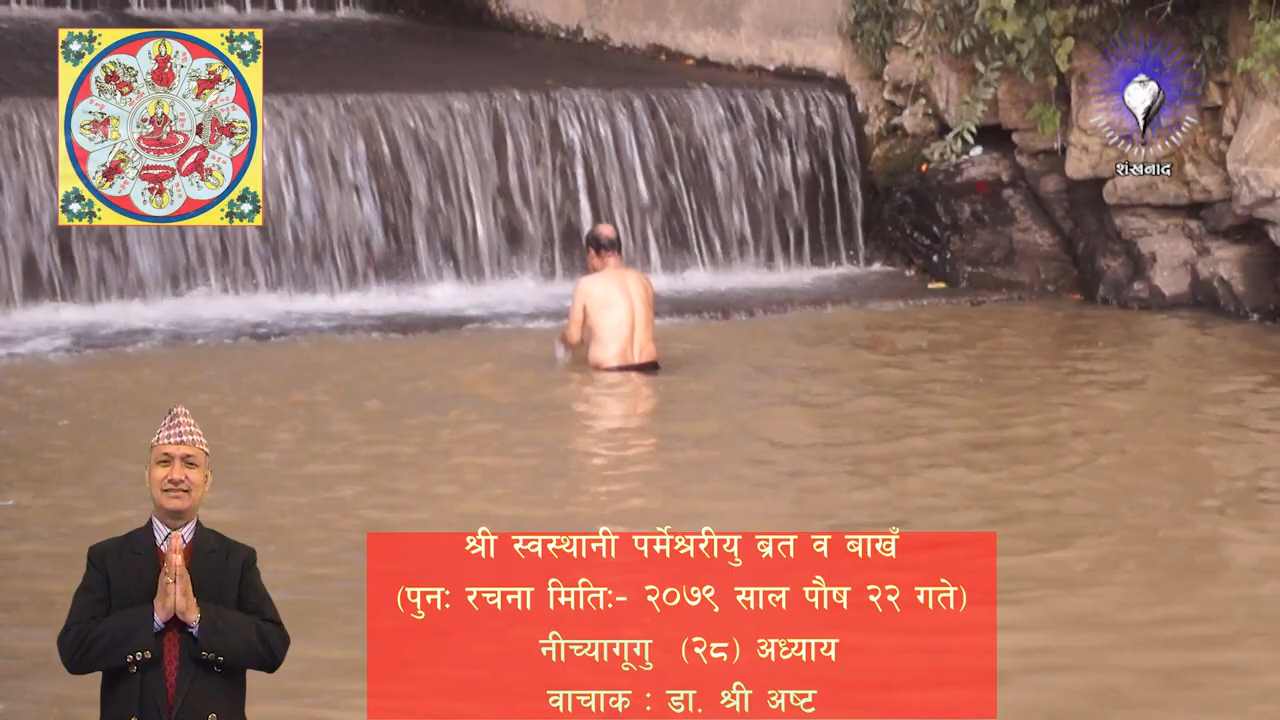 शंखनाद
श्री स्वस्थानी पर्मेश्वरीयु ब्रत व बाखँ
(पुनः रचना मितिः- २०७९ साल पौष २२ गते)
नीच्यागूगु (२८) अध्याय
वाचाक : डा. श्री अष्ट